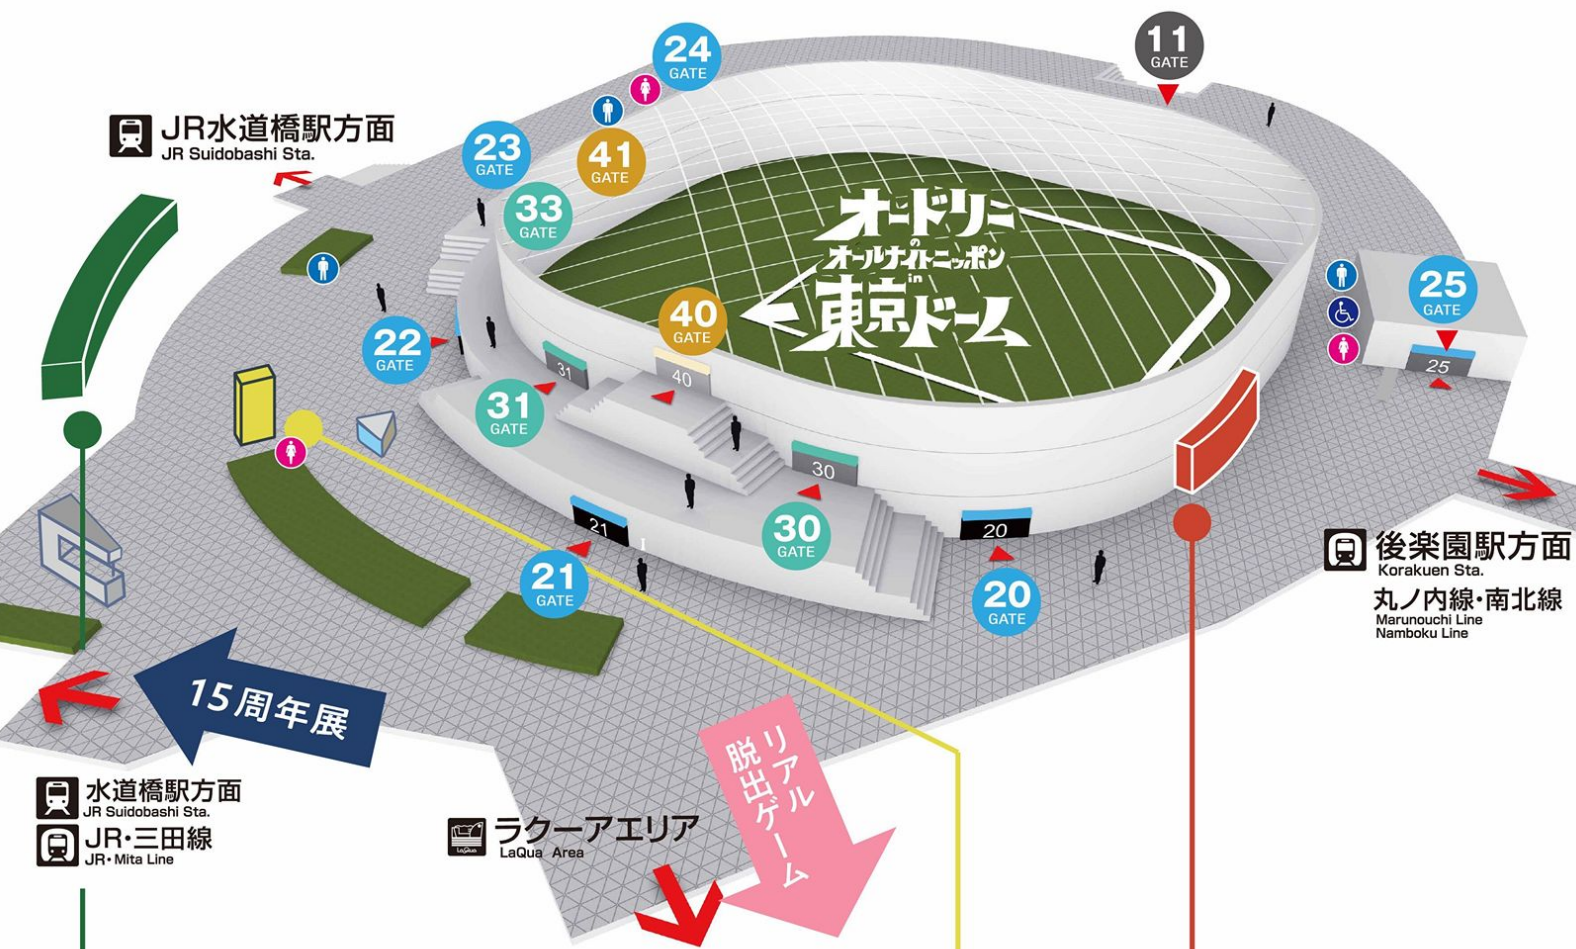 24
GATE
11
GATE
JR水道橋駅方面
JR Suidobashi Sta.
23
GATE
41
GATE
33
GATE
オードリー
の
オールナイトニッポン
in
東京ドーム
25
GATE
40
GATE
22
GATE
31
40
25
31
GATE
30
21
20
30
GATE
21
GATE
20
GATE
後楽園駅方面
Korakuen Sta.
丸ノ内線・南北線
Marunouchi Line
Namboku Line
15周年展
リアル
脱出ゲーム
水道橋駅方面
JR Suidobashi Sta.
JR・三田線
JR・Mita Line
LaQua
ラクーアエリア
LaQua Area